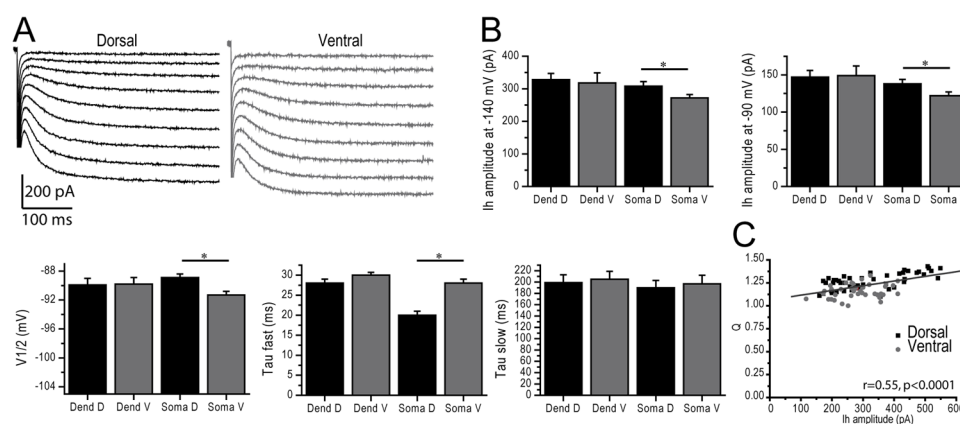 A
Dorsal
Ventral
200 pA
100 ms
B
Ih amplitude at -140 mV (pA)
400
350
300
250
200
150
100
50
0
Dend D
Dend V
Soma D
Soma V
*
Ih amplitude at -90 mV (pA)
150
100
50
0
Dend D
Dend V
Soma D
Soma
*
V1/2 (mV)
-88
-92
-96
-100
-104
Dend D
Dend V
Soma D
Soma V
*
Tau fast (ms)
30
25
20
15
10
5
0
Dend D
Dend V
Soma D
Soma V
*
Tau slow (ms)
220
200
180
160
140
120
100
80
60
40
20
0
Dend D
Dend V
Soma D
Soma V
C
Q
1.50
1.25
1.00
0.75
0.50
0.25
0.00
Dorsal
Ventral
r=0.55, p<0.0001
0
100
200
300
400
500
600
Ih amplitude (pA)